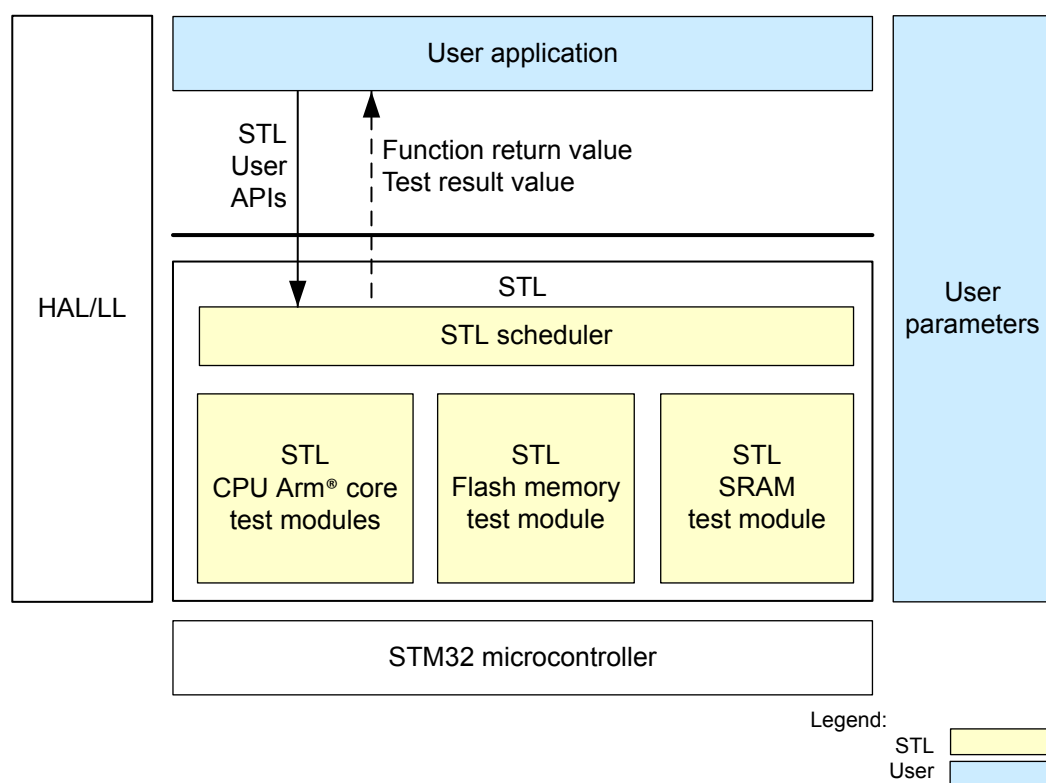 User application
STL
User
APIs
Function return value
Test result value
HAL/LL
STL
User
parameters
STL scheduler
STL
CPU Arm® core
test modules
STL
Flash memory
test module
STL
SRAM
test module
STM32 microcontroller
Legend:
STL
User